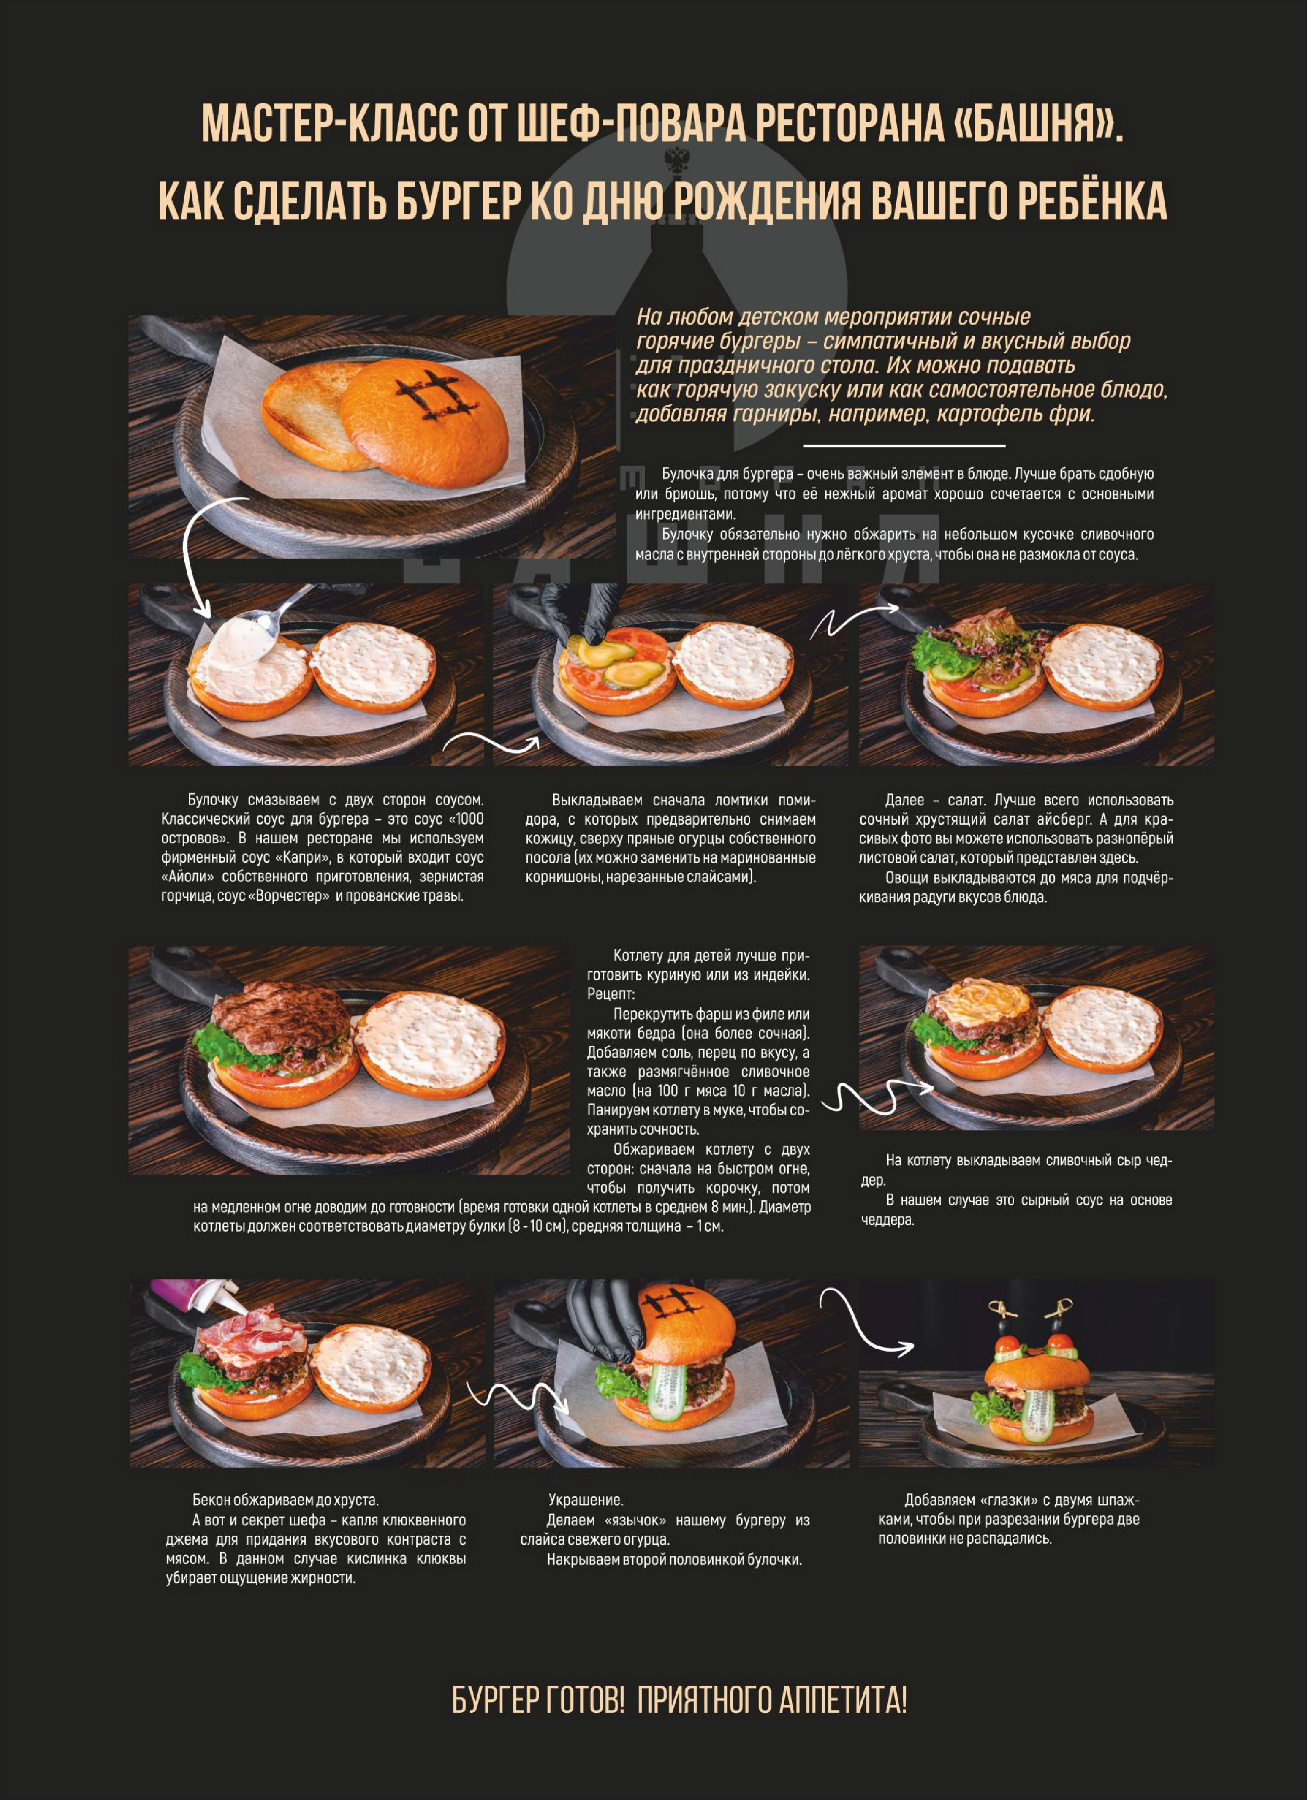 МАСТЕР-КЛАСС ОТ ШЕФ-ПОВАРА РЕСТОРАНА «БАШНЯ».
КАК СДЕЛАТЬ БУРГЕР КО ДНЮ РОЖДЕНИЯ ВАШЕГО РЕБЁНКА
На любом детском мероприятии сочные
горячие бургеры – симпатичный и вкусный выбор
для праздничного стола. Их можно подавать
как горячую закуску или как самостоятельное блюдо,
добавляя гарниры, например, картофель фри.
Булочка для бургера – очень важный элемент в блюде. Лучше брать сдобную
или бриошь, потому что её нежный аромат хорошо сочетается с основными
ингредиентами.
Булочку обязательно нужно обжарить на небольшом кусочке сливочного
масла с внутренней стороны до лёгкого хруста, чтобы она не размокла от соуса.
Булочку смазываем с двух сторон соусом.
Классический соус для бургера – это соус «1000
островов». В нашем ресторане мы используем
фирменный соус «Капри», в который входит соус
«Айоли» собственного приготовления, зернистая
горчица, соус «Ворчестер» и прованские травы.
Выкладываем сначала ломтики поми-
дора, с которых предварительно снимаем
кожицу, сверху пряные огурцы собственного
посола (их можно заменить на маринованные
корнишоны, нарезанные слайсами).
Далее – салат. Лучше всего использовать
сочный хрустящий салат айсберг. А для кра-
сивых фото вы можете использовать разнопёрый
листовой салат, который представлен здесь.
Овощи выкладываются до мяса для подчёр-
кивания радуги вкусов блюда.
Котлету для детей лучше при-
готовить куриную или из индейки.
Рецепт:
Перекрутить фарш из филе или
мякоти бедра (она более сочная).
Добавляем соль, перец по вкусу, а
также размягчённое сливочное
масло (на 100 г мяса 10 г масла).
Панируем котлету в муке, чтобы со-
хранить сочность.
Обжариваем котлету с двух
сторон: сначала на быстром огне,
чтобы получить корочку, потом
на медленном огне доводим до готовности (время готовки одной котлеты в среднем 8 мин.). Диаметр
котлеты должен соответствовать диаметру булки (8 - 10 см), средняя толщина – 1 см.
На котлету выкладываем сливочный сыр чед-
дер.
В нашем случае это сырный соус на основе
чеддера.
Бекон обжариваем до хруста.
А вот и секрет шефа – капля клюквенного
джема для придания вкусового контраста с
мясом. В данном случае кислинка клюквы
убирает ощущение жирности.
Украшение.
Делаем «язычок» нашему бургеру из
слайса свежего огурца.
Накрываем второй половинкой булочки.
Добавляем «глазки» с двумя шпаж-
ками, чтобы при разрезании бургера две
половинки не распадались.
БУРГЕР ГОТОВ! ПРИЯТНОГО АППЕТИТА!